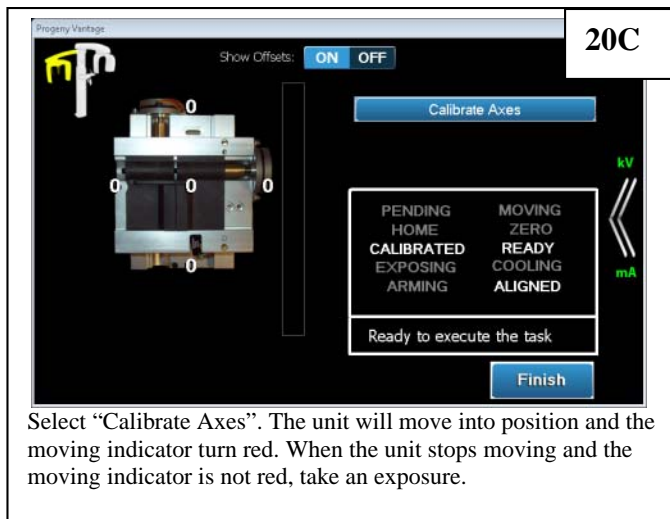 Progeny Vantage
20C
Show Offsets: ON OFF
0
Calibrate Axes
kV
0 0 0
PENDING MOVING
HOME ZERO
CALIBRATED READY
EXPOSING COOLING
ARMING ALIGNED
0
mA
Ready to execute the task
Finish
Select “Calibrate Axes”. The unit will move into position and the
moving indicator turn red. When the unit stops moving and the
moving indicator is not red, take an exposure.